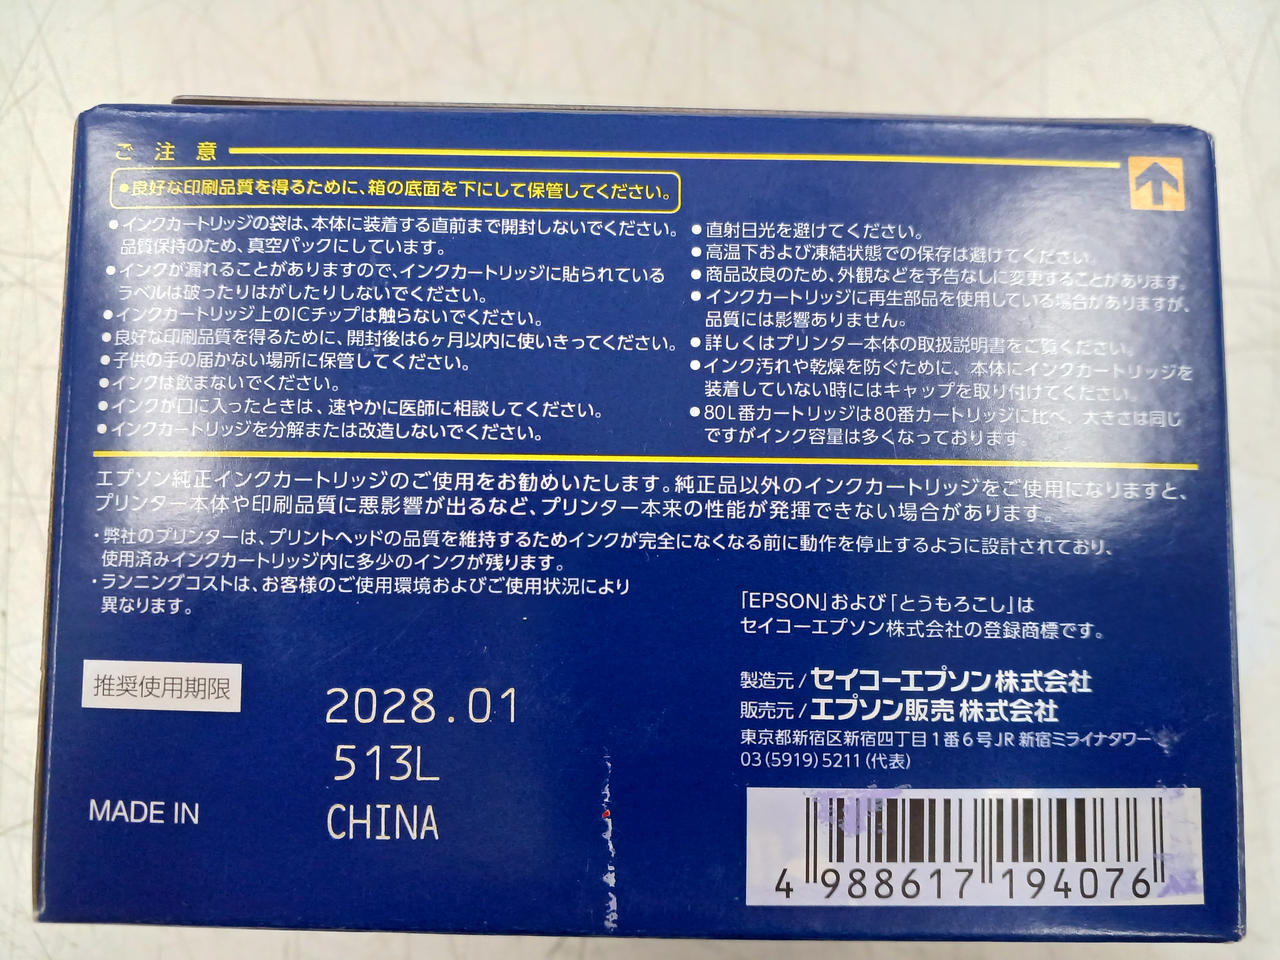 ご注意
●良好な印刷品質を得るために、箱の底面を下にして保管してください。
●インクカートリッジの袋は、本体に装着する直前まで開封しないでください。
品質保持のため、真空パックにしています。
●インクが漏れることがありますので、インクカートリッジに貼られている
ラベルは破ったりはがしたりしないでください。
●インクカートリッジ上のICチップは触らないでください。
●良好な印刷品質を得るために、開封後は6ヶ月以内に使いきってください。
●子供の手の届かない場所に保管してください。
●インクは飲まないでください。
●インクが口に入ったときは、速やかに医師に相談してください。
●インクカートリッジを分解または改造しないでください。
●直射日光を避けてください。
●高温下および凍結状態での保存は避けてください。
●商品改良のため、外観などを予告なしに変更することがあります。
●インクカートリッジに再生部品を使用している場合がありますが、
品質には影響ありません。
●詳しくはプリンター本体の取扱説明書をご覧ください。
●インク汚れや乾燥を防ぐために、本体にインクカートリッジを
装着していない時にはキャップを取り付けてください。
●80L番カートリッジは80番カートリッジに比べ、大きさは同じ
ですがインク容量は多くなっております。
エプソン純正インクカートリッジのご使用をお勧めいたします。純正品以外のインクカートリッジをご使用になりますと、
プリンター本体や印刷品質に悪影響が出るなど、プリンター本来の性能が発揮できない場合があります。
・弊社のプリンターは、プリントヘッドの品質を維持するためインクが完全になくなる前に動作を停止するように設計されており、
使用済みインクカートリッジ内に多少のインクが残ります。
・ランニングコストは、お客様のご使用環境およびご使用状況により
異なります。
「EPSON」および「とうもろこし」は
セイコーエプソン株式会社の登録商標です。
推奨使用期限
2028.01
513L
MADE IN CHINA
製造元/セイコーエプソン株式会社
販売元/エプソン販売株式会社
東京都新宿区新宿四丁目1番6号JR新宿ミライナタワー
03(5919)5211(代表)
4 988617 194076